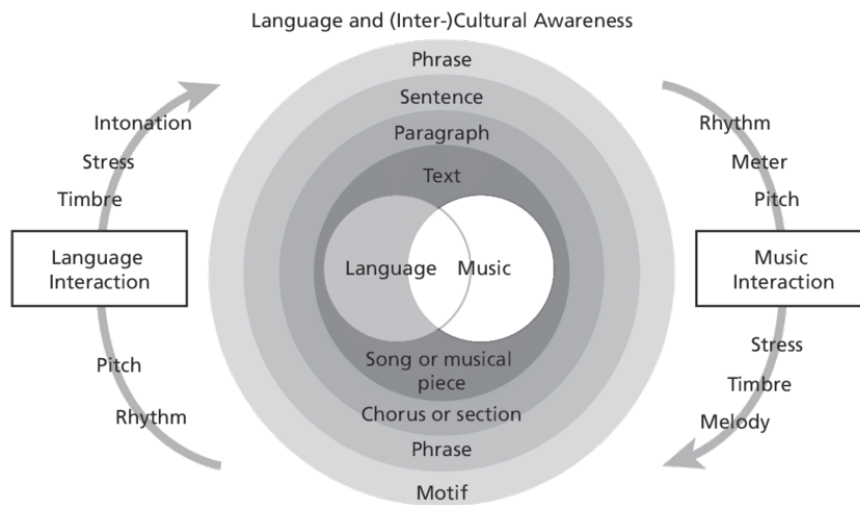 Language and (Inter-)Cultural Awareness
Phrase
Sentence
Paragraph
Text
Intonation
Stress
Timbre
Language
Interaction
Pitch
Rhythm
Language
Music
Rhythm
Meter
Pitch
Music
Interaction
Stress
Timbre
Melody
Song or musical
piece
Chorus or section
Phrase
Motif